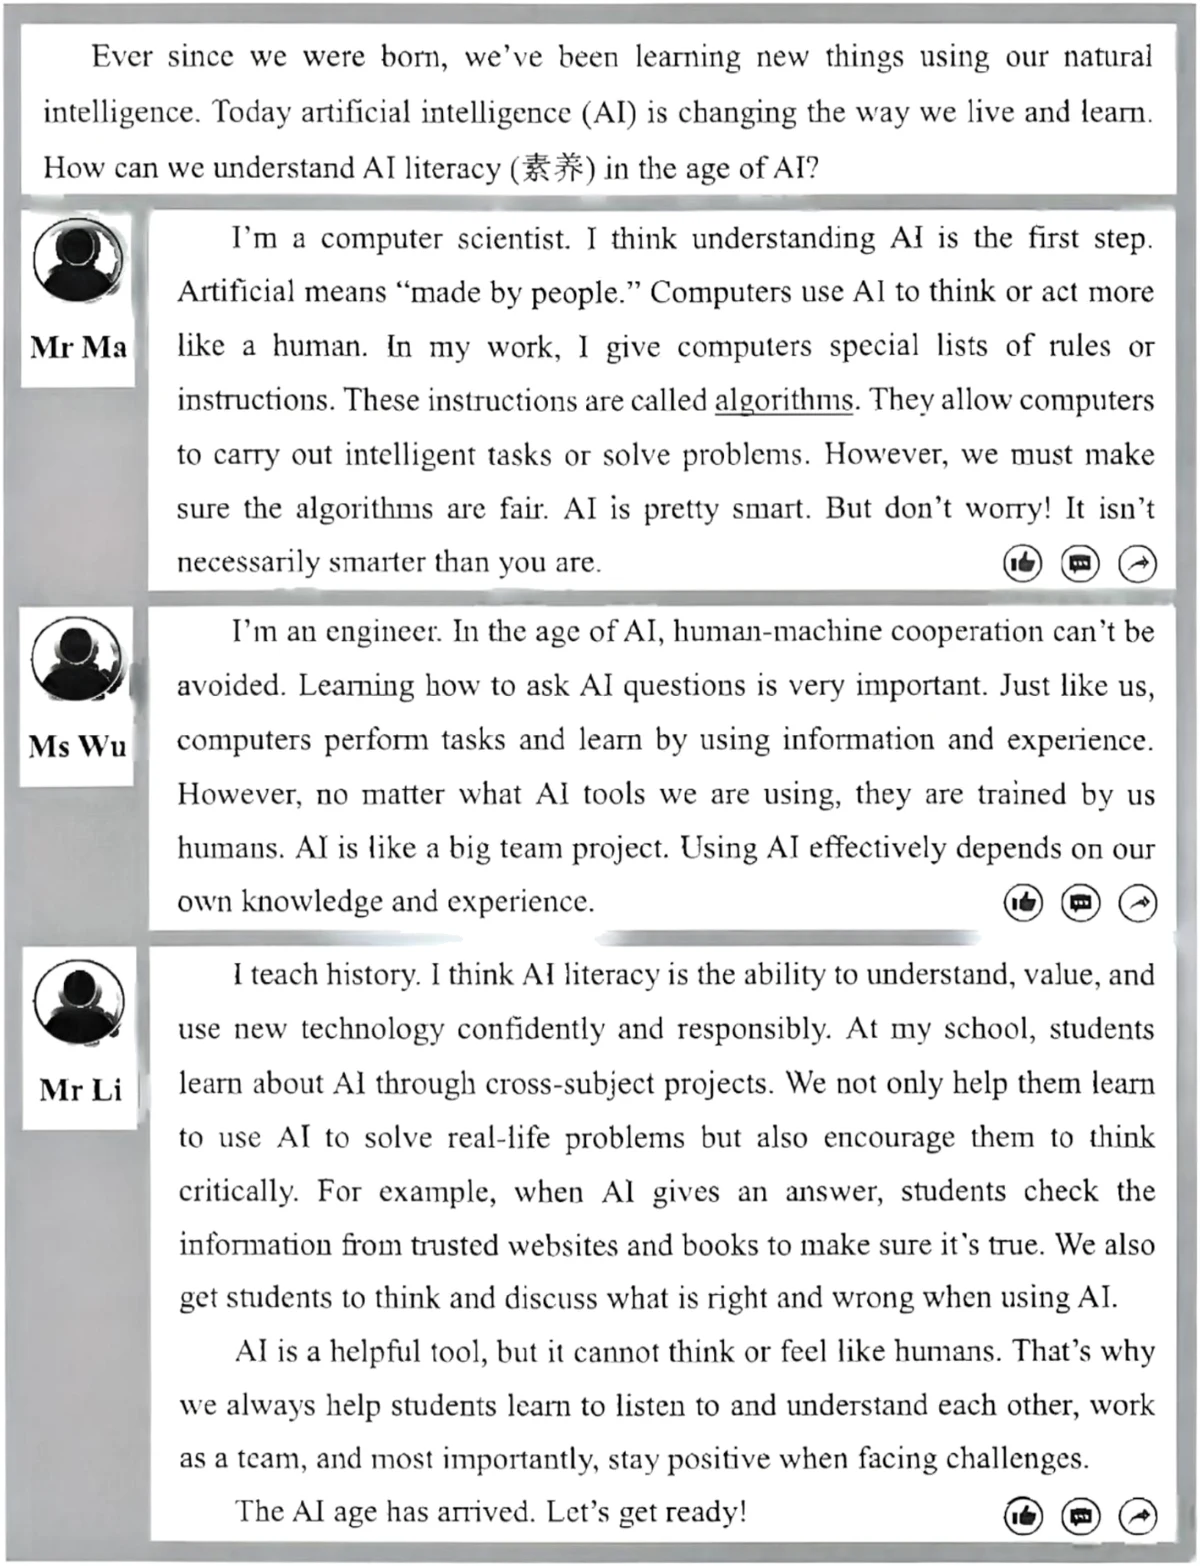 Ever since we were born, we've been learning new things using our natural
intelligence. Today artificial intelligence (AI) is changing the way we live and learn.
How can we understand AI literacy (素养) in the age of AI?
Mr Ma
I'm a computer scientist. I think understanding AI is the first step.
Artificial means “made by people.” Computers use AI to think or act more
like a human. In my work, I give computers special lists of rules or
instructions. These instructions are called algorithms. They allow computers
to carry out intelligent tasks or solve problems. However, we must make
sure the algorithms are fair. AI is pretty smart. But don't worry! It isn't
necessarily smarter than you are.
Ms Wu
I'm an engineer. In the age of AI, human-machine cooperation can't be
avoided. Learning how to ask AI questions is very important. Just like us,
computers perform tasks and learn by using information and experience.
However, no matter what AI tools we are using, they are trained by us
humans. AI is like a big team project. Using AI effectively depends on our
own knowledge and experience.
Mr Li
I teach history. I think AI literacy is the ability to understand, value, and
use new technology confidently and responsibly. At my school, students
learn about AI through cross-subject projects. We not only help them learn
to use AI to solve real-life problems but also encourage them to think
critically. For example, when AI gives an answer, students check the
information from trusted websites and books to make sure it's true. We also
get students to think and discuss what is right and wrong when using AI.
AI is a helpful tool, but it cannot think or feel like humans. That's why
we always help students learn to listen to and understand each other, work
as a team, and most importantly, stay positive when facing challenges.
The AI age has arrived. Let's get ready!